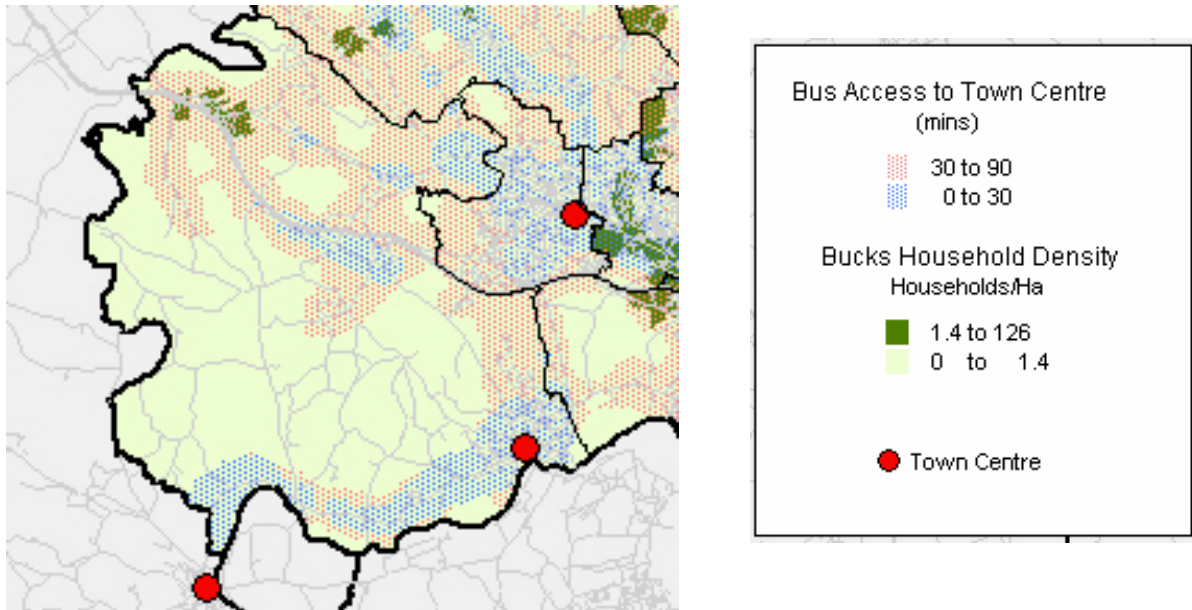 Bus Access to Town Centre
(mins)
30 to 90
0 to 30
Bucks Household Density
Households/Ha
1.4 to 126
0 to 1.4
Town Centre